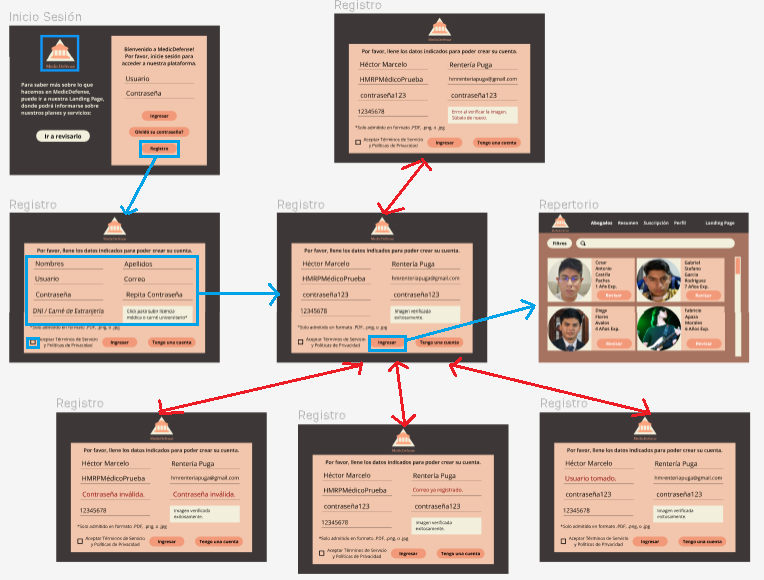 Inicio Sesión
MedicDefense
Para saber más sobre lo que
hacemos en MedicDefense,
puede ir a nuestra Landing Page,
donde podrá informarse sobre
nuestros planes y servicios:
Ir a revisarlo
Bienvenido a MedicDefense!
Por favor, inicie sesión para
acceder a nuestra plataforma.
Usuario
Contraseña
Ingresar
Olvidó su contraseña?
Registro
Registro
Por favor, llene los datos indicados para poder crear su cuenta.
Héctor Marcelo Rentería Puga
HMRPMédicoPrueba hmrenteriapuga@gmail.com
contraseña123 contraseña123
12345678 Error al verificar la imagen.
Súbala de nuevo.
*Solo admitido en formato .PDF, .png, o .jpg
Aceptar Términos de Servicio
y Políticas de Privacidad
Ingresar Tengo una cuenta
Registro
MedicDefense
Por favor, llene los datos indicados para poder crear su cuenta.
Nombres Apellidos
Usuario Correo
Contraseña Repita Contraseña
DNI / Carné de Extranjería Click para subir licencia
médica o carné universitario*
*Solo admitido en formato .PDF, .png, o .jpg
Aceptar Términos de Servicio
y Políticas de Privacidad
Ingresar Tengo una cuenta
Registro
MedicDefense
Por favor, llene los datos indicados para poder crear su cuenta.
Héctor Marcelo Rentería Puga
HMRPMédicoPrueba hmrenteriapuga@gmail.com
contraseña123 contraseña123
12345678 Imagen verificada
exitosamente.
*Solo admitido en formato .PDF, .png, o .jpg
Aceptar Términos de Servicio
y Políticas de Privacidad
Ingresar Tengo una cuenta
Repertorio
Abogados Resumen Suscripción Perfil Landing Page
Filtros
Cesar
Antonio
Castilla
Pachas
1 Año Exp.
Revisar
Gabriel
Stefano
García
Rodriguez
7 Años Exp.
Revisar
Diego
Flores
Avalos
6 Años Exp.
Revisar
Fabricio
Apaza
Morales
4 Años Exp.
Revisar
Registro
MedicDefense
Por favor, llene los datos indicados para poder crear su cuenta.
Héctor Marcelo Rentería Puga
HMRPMédicoPrueba hmrenteriapuga@gmail.com
Contraseña inválida. Contraseña inválida.
12345678 Imagen verificada
exitosamente.
*Solo admitido en formato .PDF, .png, o .jpg
Aceptar Términos de Servicio
y Políticas de Privacidad
Ingresar Tengo una cuenta
Registro
MedicDefense
Por favor, llene los datos indicados para poder crear su cuenta.
Héctor Marcelo Rentería Puga
HMRPMédicoPrueba Correo ya registrado.
contraseña123 contraseña123
12345678 Imagen verificada
exitosamente.
*Solo admitido en formato .PDF, .png, o .jpg
Aceptar Términos de Servicio
y Políticas de Privacidad
Ingresar Tengo una cuenta
Registro
MedicDefense
Por favor, llene los datos indicados para poder crear su cuenta.
Héctor Marcelo Rentería Puga
Usuario tomado. hmrenteriapuga@gmail.com
contraseña123 contraseña123
12345678 Imagen verificada
exitosamente.
*Solo admitido en formato .PDF, .png, o .jpg
Aceptar Términos de Servicio
y Políticas de Privacidad
Ingresar Tengo una cuenta